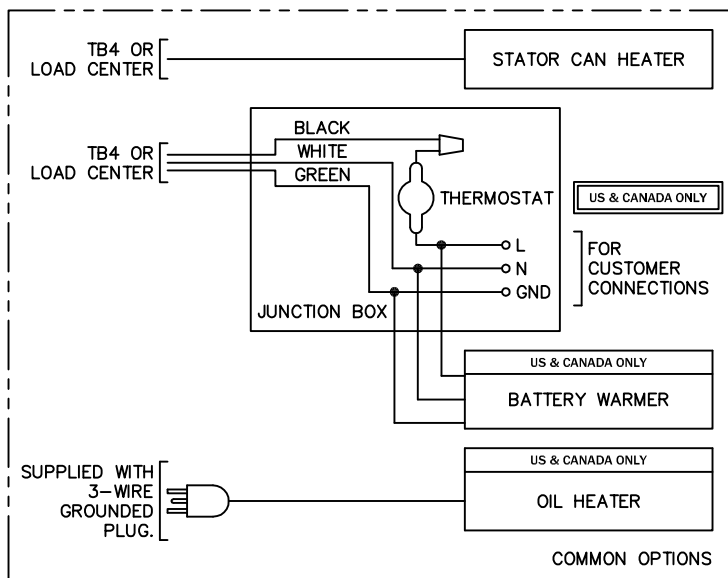 TB4 OR
LOAD CENTER
STATOR CAN HEATER
TB4 OR
LOAD CENTER
BLACK
WHITE
GREEN
THERMOSTAT
US & CANADA ONLY
L
N
GND
FOR
CUSTOMER
CONNECTIONS
JUNCTION BOX
US & CANADA ONLY
BATTERY WARMER
SUPPLIED WITH
3-WIRE
GROUNDED
PLUG.
US & CANADA ONLY
OIL HEATER
COMMON OPTIONS